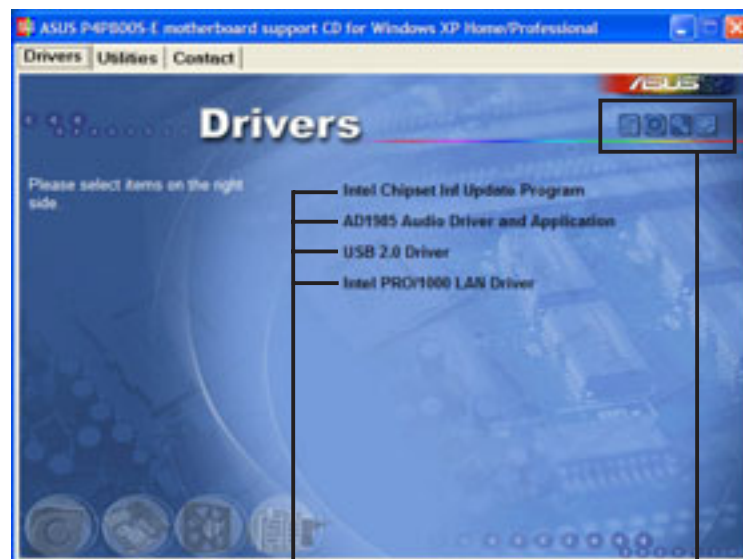 ASUS P4P800S-E motherboard support CD for Windows XP Home/Professional
Drivers Utilities Contact
ASUS
Drivers
Please select items on the right
side.
Intel Chipset Inf Update Program
AD1985 Audio Driver and Application
USB 2.0 Driver
Intel PRO/1000 LAN Driver